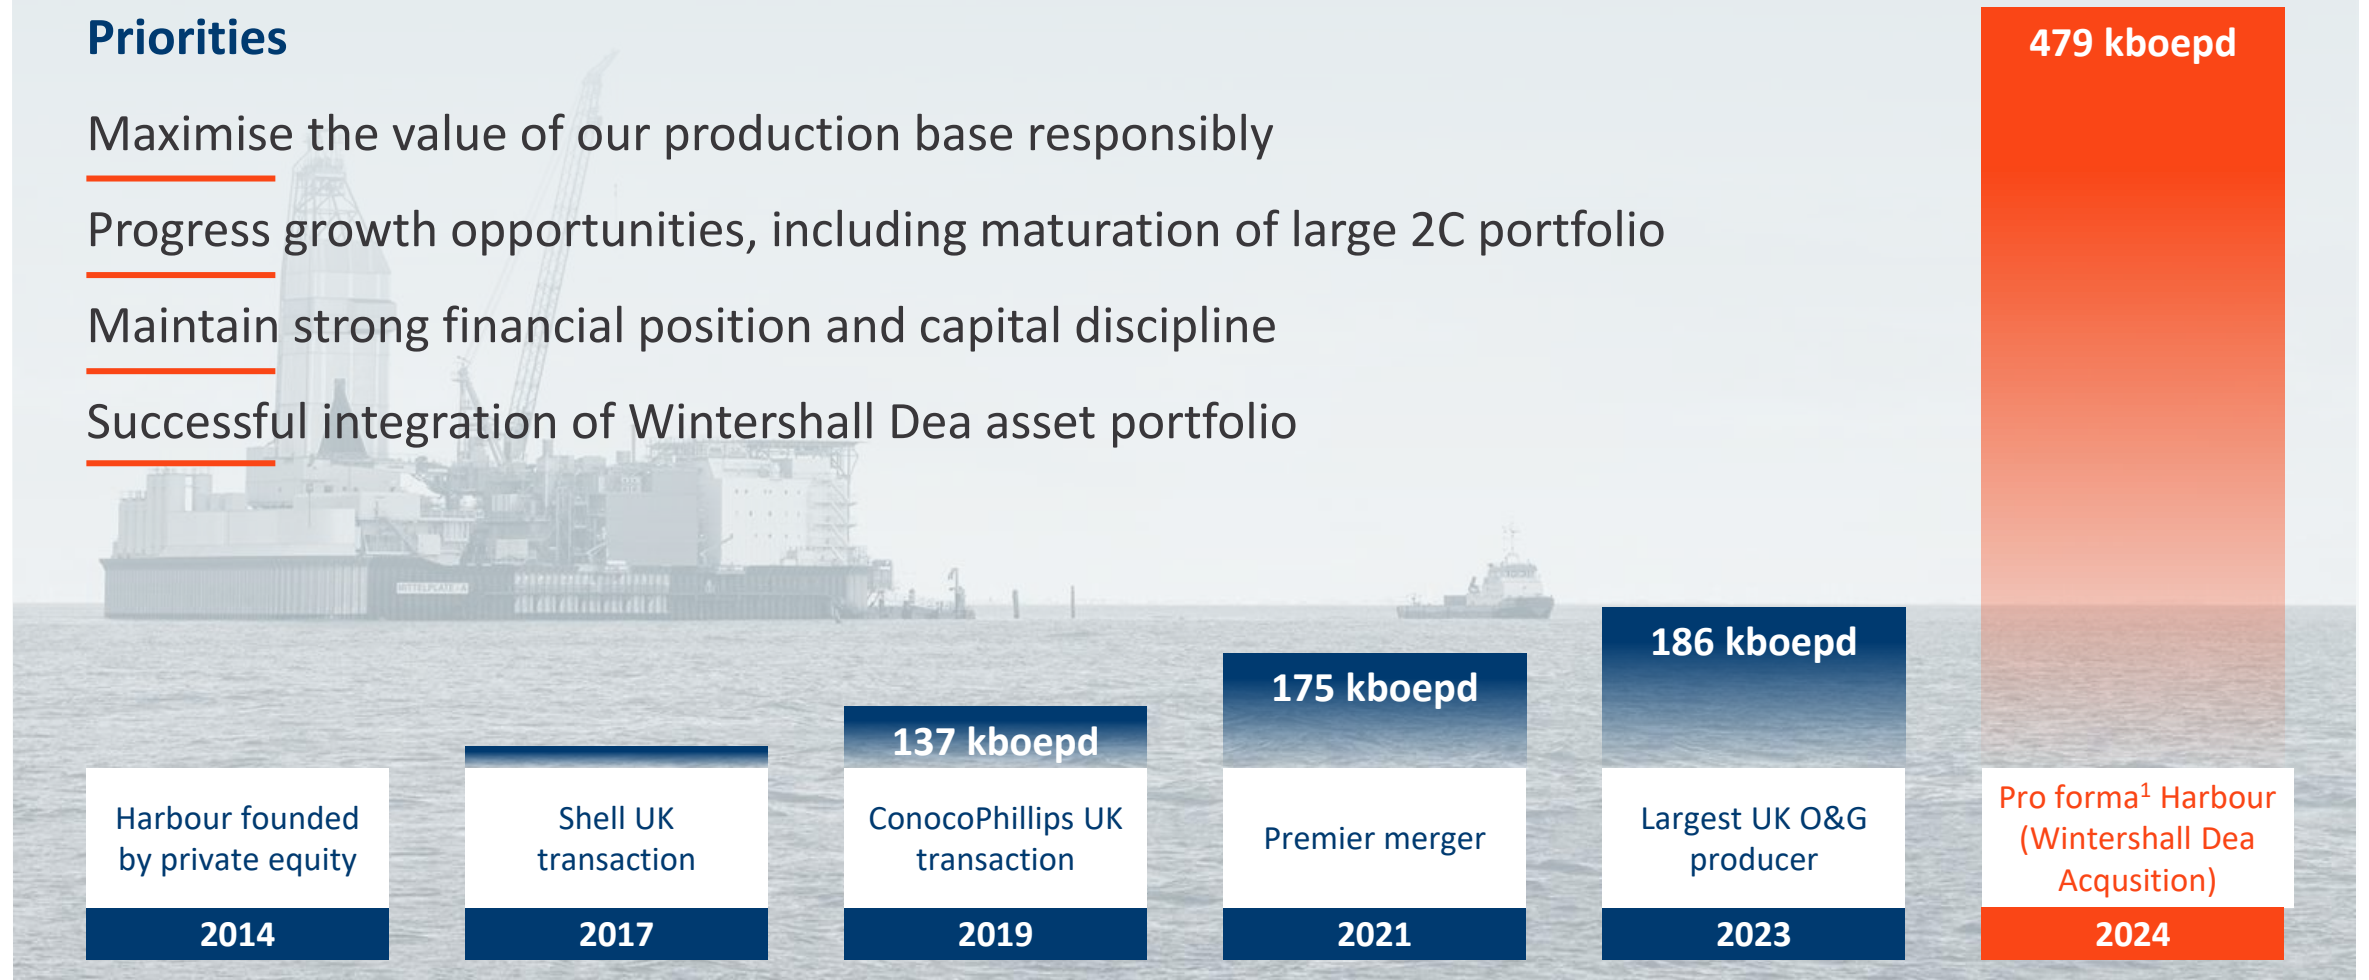 Priorities
Maximise the value of our production base responsibly
Progress growth opportunities, including maturation of large 2C portfolio
Maintain strong financial position and capital discipline
Successful integration of Wintershall Dea asset portfolio
MITTELPLATE-A
479 kboepd
186 kboepd
175 kboepd
137 kboepd
Harbour founded
by private equity
2014
Shell UK
transaction
2017
ConocoPhillips UK
transaction
2019
Premier merger
2021
Largest UK O&G
producer
2023
Pro forma¹ Harbour
(Wintershall Dea
Acqusition)
2024